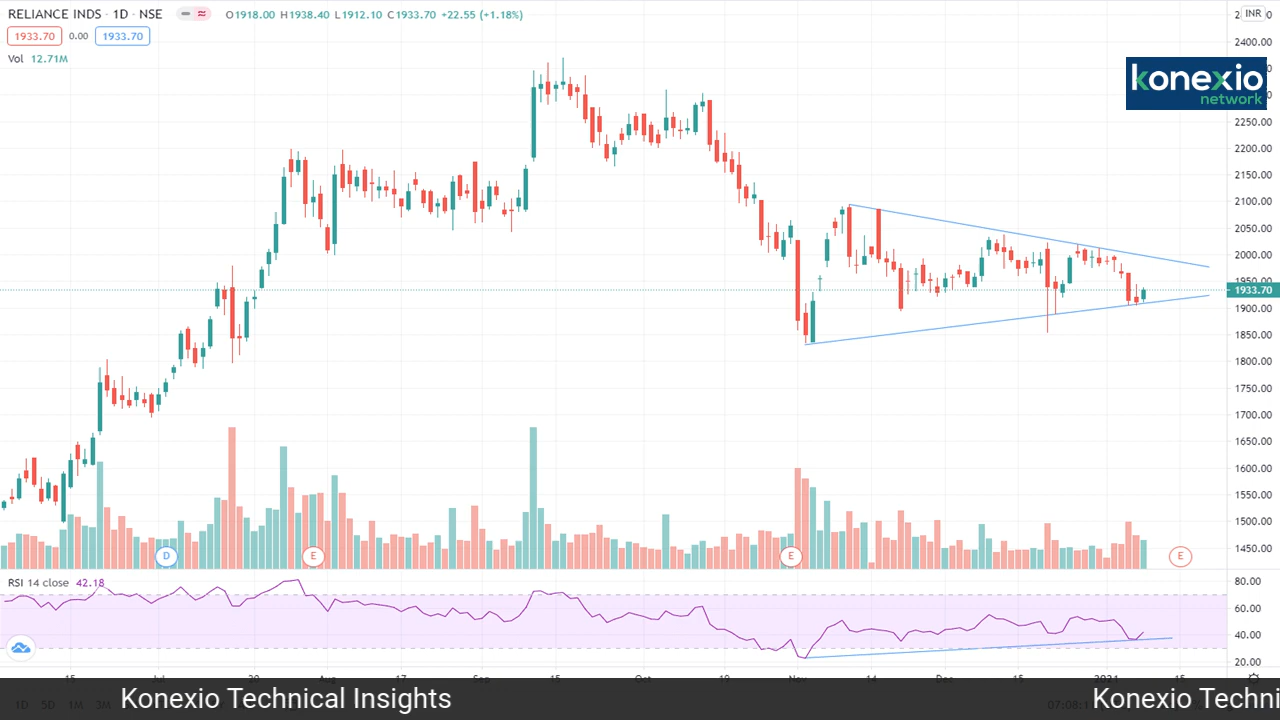 RELIANCE INDS · 1D · NSE
O1918.00 H1938.40 L1912.10 C1933.70 +22.55 (+1.18%)
INR
1933.70 0.00 1933.70
Vol 12.71M
konexio
network
2400.00
2250.00
2200.00
2150.00
2100.00
2050.00
2000.00
1950.00
1933.70
1900.00
1850.00
1800.00
1750.00
1700.00
1650.00
1600.00
1550.00
1500.00
1450.00
D E E E
RSI 14 close 42.18
80.00
60.00
40.00
20.00
15 Jul 20 Aug 17 Sep Oct 19 Nov 14 Dec 15 2021 15
1D 5D 1M 3M
Konexio Technical Insights Konexio Techni